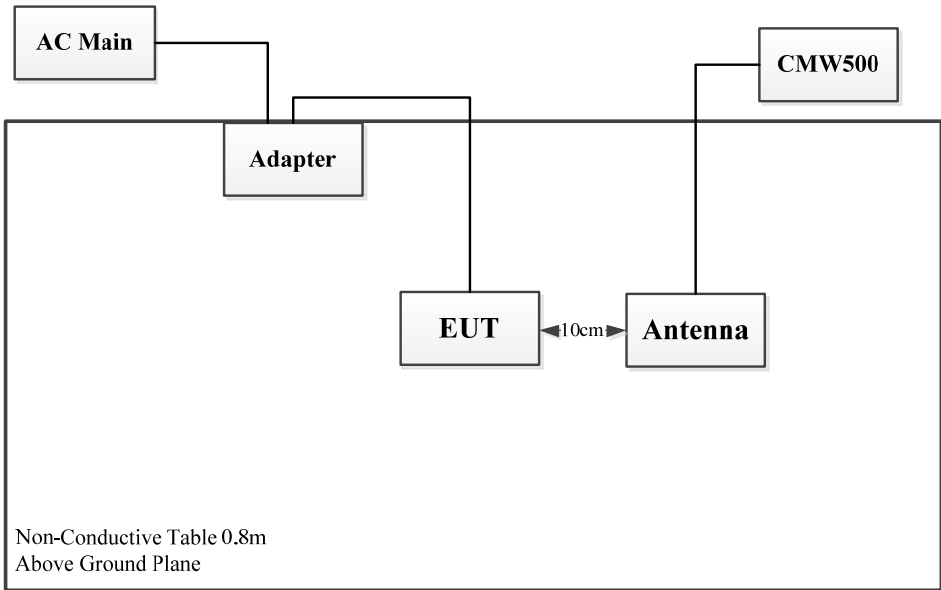 AC Main
CMW500
Adapter
EUT
10cm
Antenna
Non-Conductive Table 0.8m
Above Ground Plane